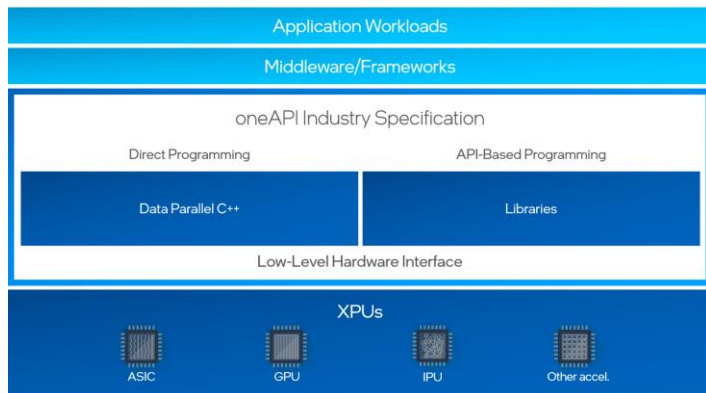 Application Workloads
Middleware/Frameworks
oneAPI Industry Specification
Direct Programming
API-Based Programming
Data Parallel C++
Libraries
Low-Level Hardware Interface
XPUs
ASIC
GPU
IPU
Other accel.